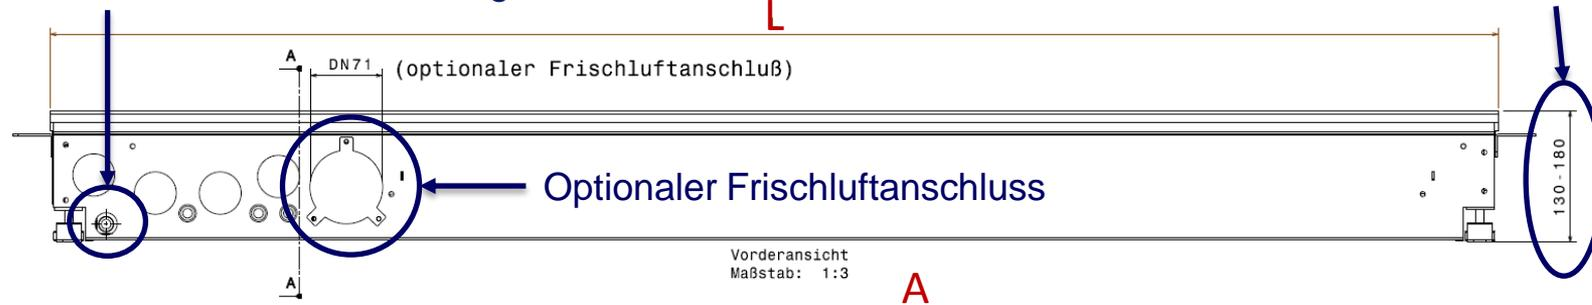 L
A
DN71 (optionaler Frischluftanschluß)
Optionaler Frischluftanschluss
130-180
Vorderansicht
Maßstab: 1:3
A
A